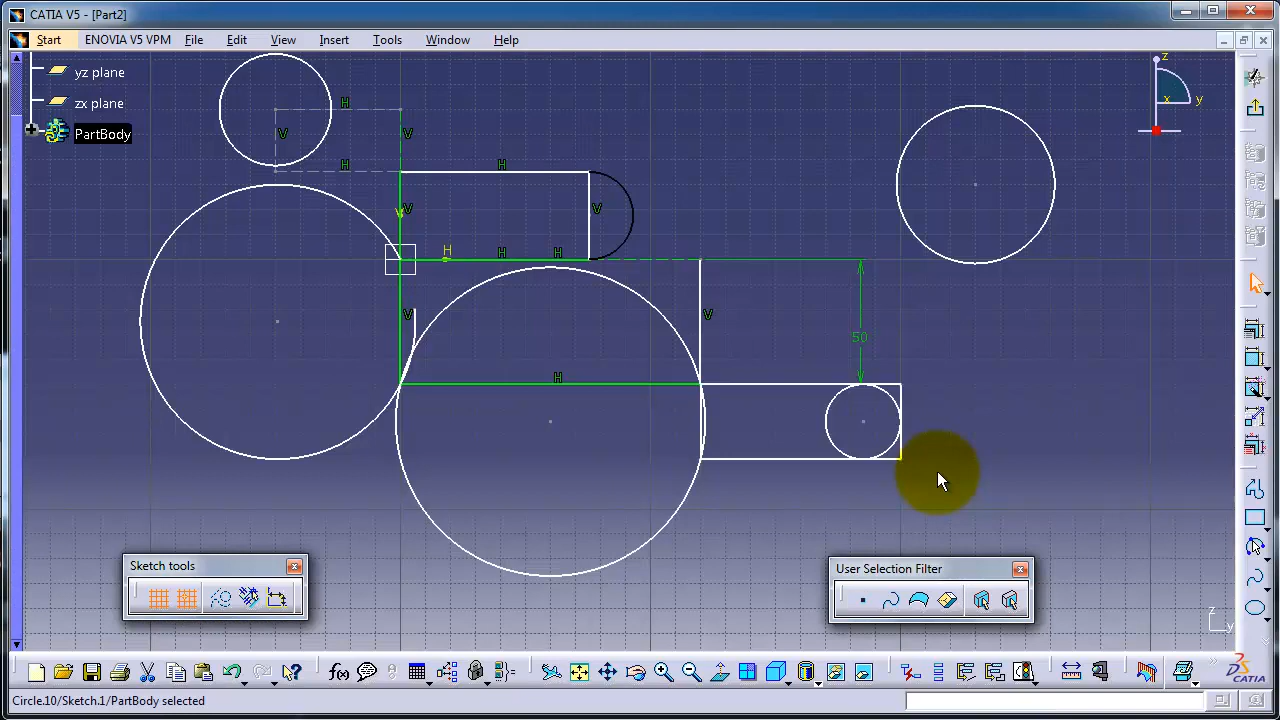 CATIA V5 - [Part2]
Start ENOVIA V5 VPM File Edit View Insert Tools Window Help
yz plane
zx plane
PartBody
z
x
y
H
V
V
H
H
V
V
V
H
H
H
V
V
H
50
Sketch tools
User Selection Filter
z
y
f(x)
CATIA
Circle.10/Sketch.1/PartBody selected